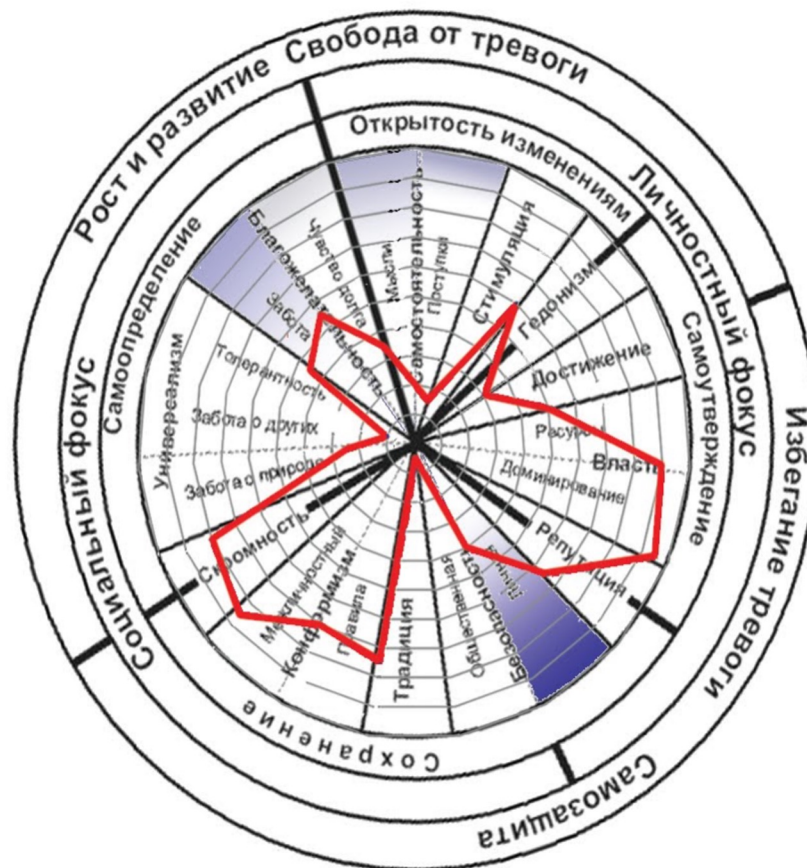 Рост и развитие
Свобода от тревоги
Открытость изменениям
Личностный фокус
Самоутверждение
Избегание тревоги
Самозащита
Сохранение
Социальный фокус
Самоопределение
Благожелательность
Чувство долга
Забота
Мысли
Самостоятельность
Поступки
Стимуляция
Гедонизм
Достижение
Ресурсы
Власть
Доминирование
Репутация
Личная
Безопасность
Общественная
Традиция
Правила
Конформизм
Межличностный
Скромность
Универсализм
Толерантность
Забота о других
Забота о природе